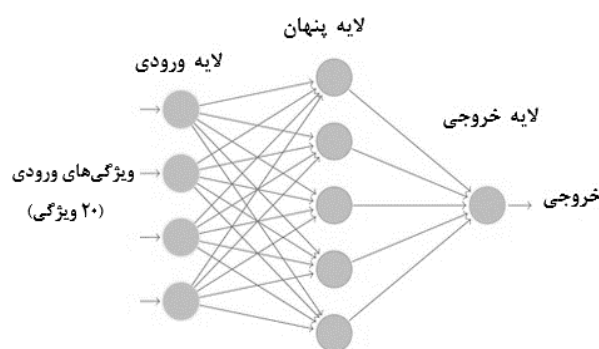 لایه پنهان
لایه ورودی
لایه خروجی
ویژگی‌های ورودی
(۲۰ ویژگی)
خروجی